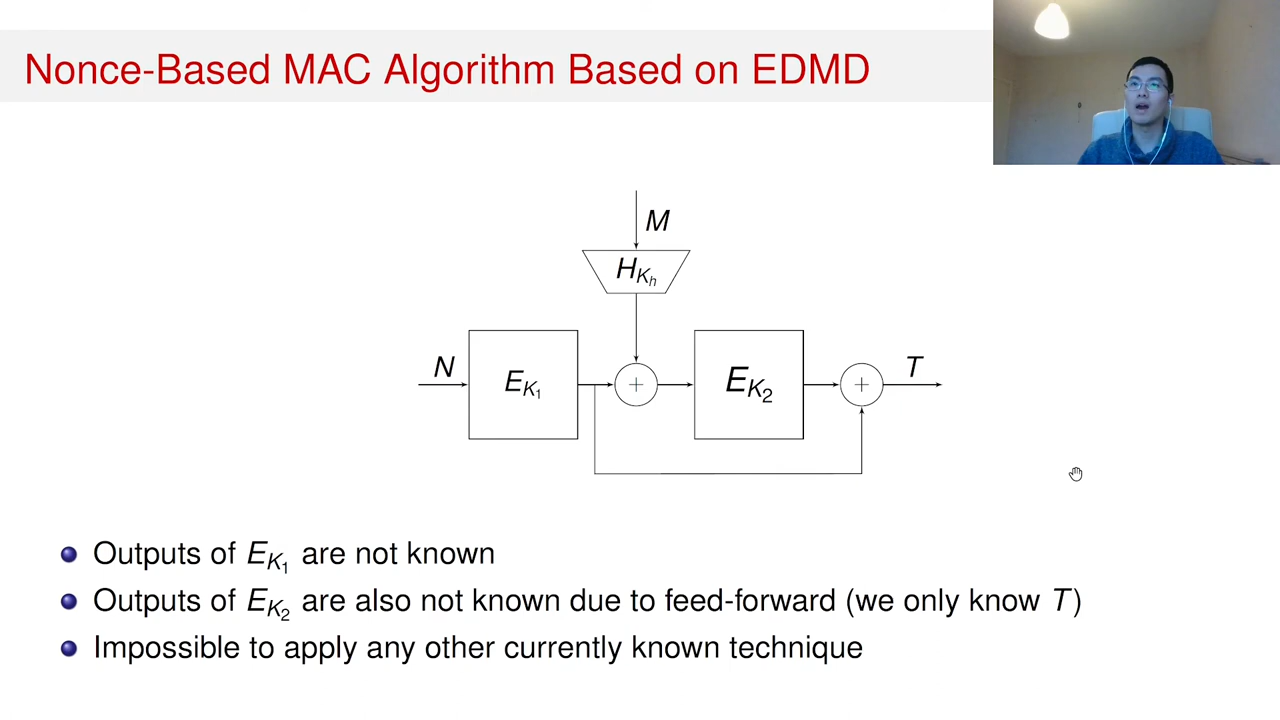 Nonce-Based MAC Algorithm Based on EDMD
M
H_{K_h}
N
E_{K_1}
+
E_{K_2}
+
T
Outputs of E_{K_1} are not known
Outputs of E_{K_2} are also not known due to feed-forward (we only know T)
Impossible to apply any other currently known technique